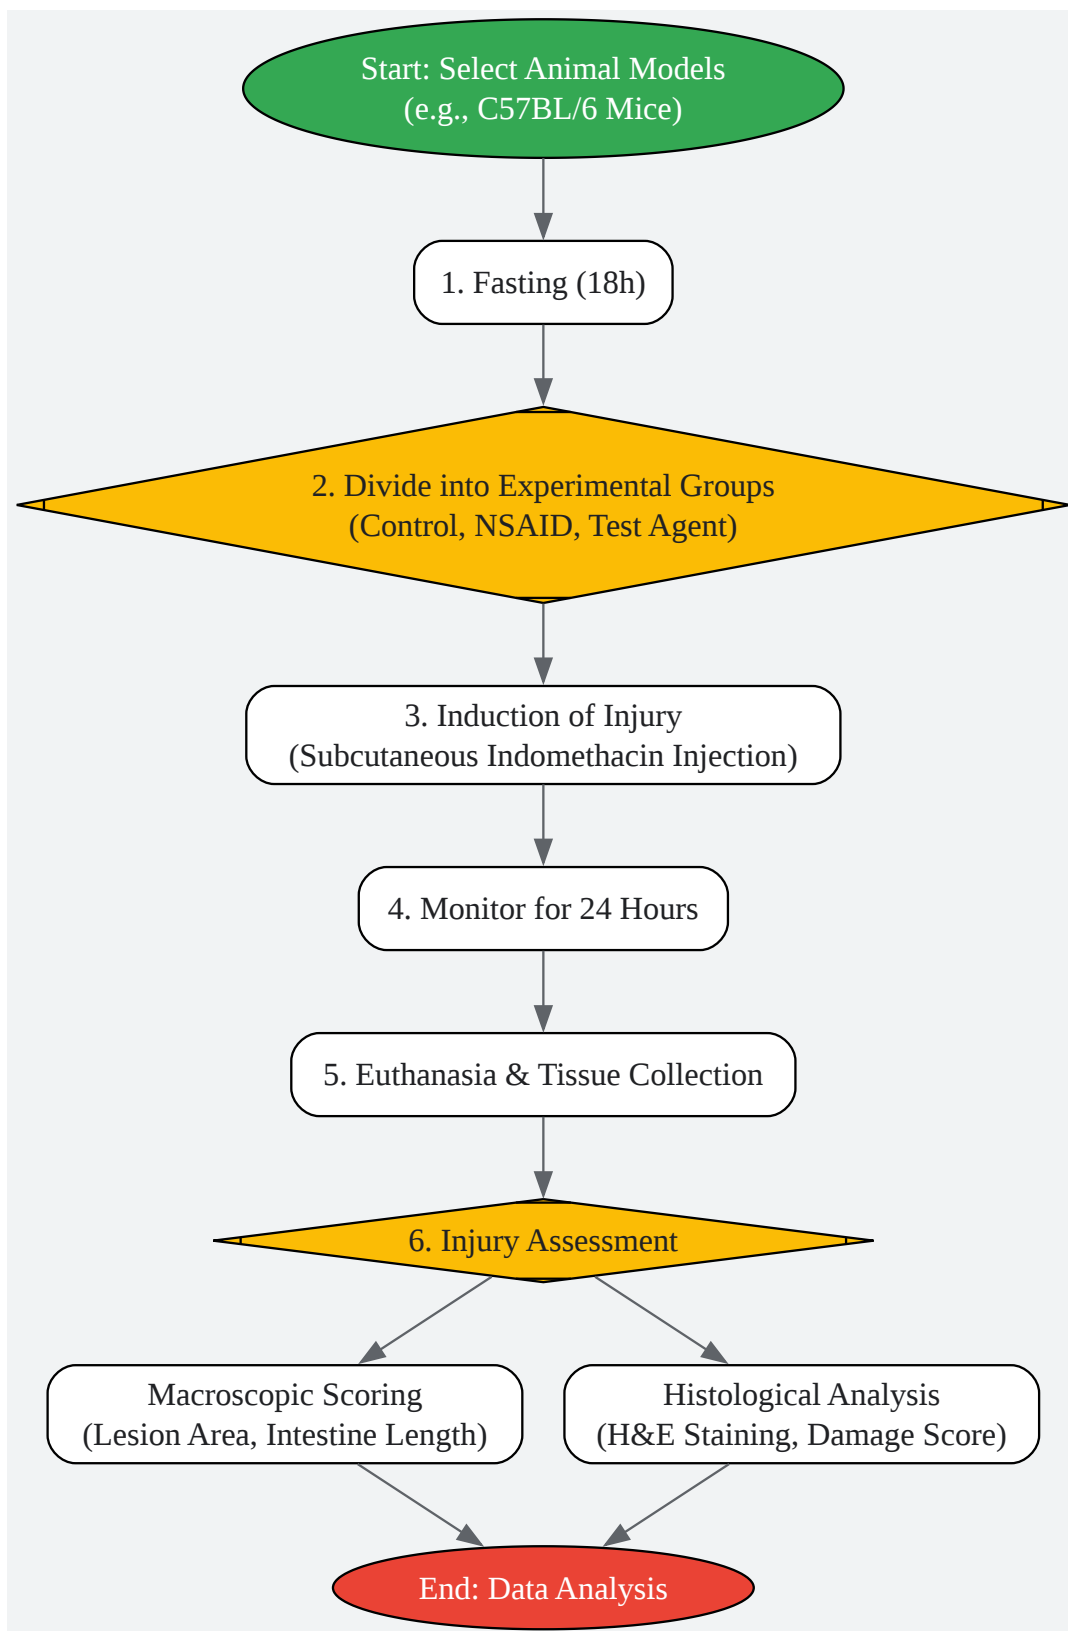 Start: Select Animal Models
(e.g., C57BL/6 Mice)
1. Fasting (18h)
2. Divide into Experimental Groups
(Control, NSAID, Test Agent)
3. Induction of Injury
(Subcutaneous Indomethacin Injection)
4. Monitor for 24 Hours
5. Euthanasia & Tissue Collection
6. Injury Assessment
Macroscopic Scoring
(Lesion Area, Intestine Length)
Histological Analysis
(H&E Staining, Damage Score)
End: Data Analysis